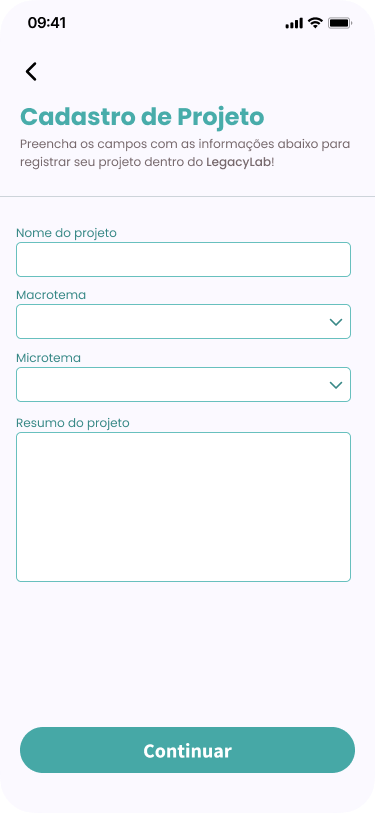 09:41
Cadastro de Projeto
Preencha os campos com as informações abaixo para
registrar seu projeto dentro do LegacyLab!
Nome do projeto
Macrotema
Microtema
Resumo do projeto
Continuar